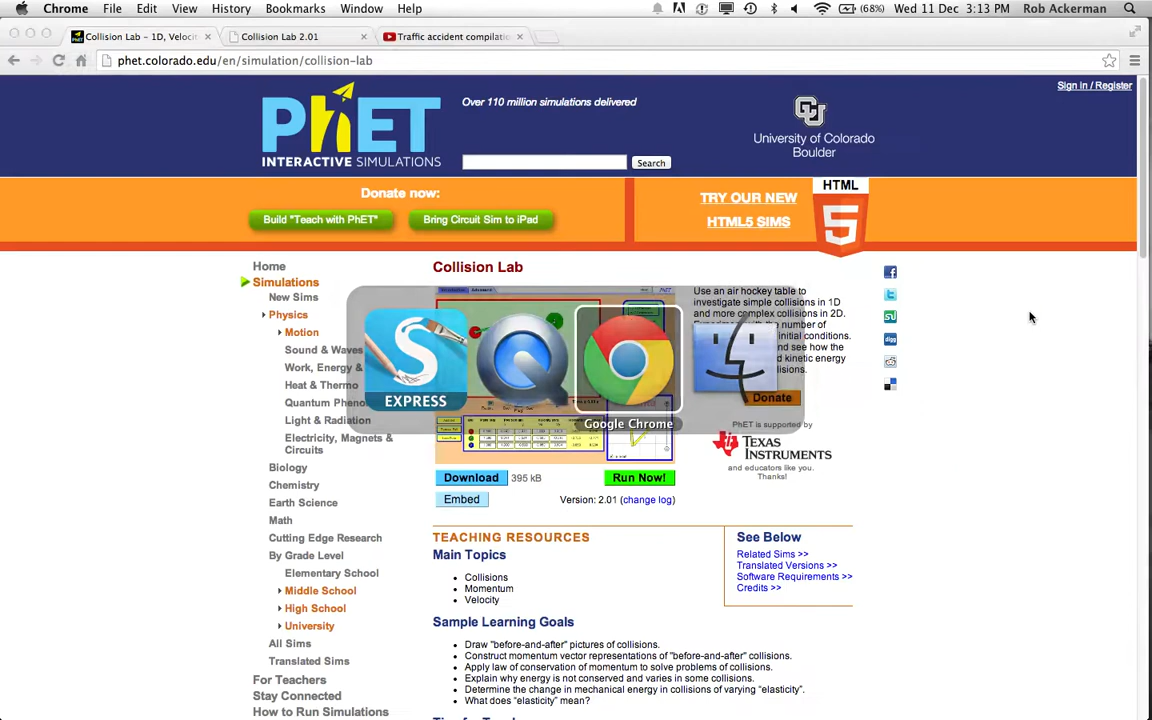 Chrome File Edit View History Bookmarks Window Help (68%) Wed 11 Dec 3:13 PM Rob Ackerman
Collision Lab – 1D, Veloci × Collision Lab 2.01 × Traffic accident compilati ×
phet.colorado.edu/en/simulation/collision-lab
Sign in / Register
Over 110 million simulations delivered
PhET
INTERACTIVE SIMULATIONS
Search
CU
University of Colorado
Boulder
Donate now:
Build "Teach with PhET" Bring Circuit Sim to iPad
TRY OUR NEW
HTML5 SIMS
HTML
5
Home
Simulations
New Sims
Physics
Motion
Sound & Waves
Work, Energy &
Heat & Thermo
Quantum Pheno
Light & Radiation
Electricity, Magnets &
Circuits
Biology
Chemistry
Earth Science
Math
Cutting Edge Research
By Grade Level
Elementary School
Middle School
High School
University
All Sims
Translated Sims
For Teachers
Stay Connected
How to Run Simulations
Collision Lab
Use an air hockey table to
investigate simple collisions in 1D
and more complex collisions in 2D.
number of
initial conditions.
and see how the
kinetic energy
S
EXPRESS
Google Chrome
Donate
PhET is supported by
TEXAS
INSTRUMENTS
and educators like you.
Thanks!
Download 395 kB Run Now!
Embed Version: 2.01 (change log)
TEACHING RESOURCES
Main Topics
• Collisions
• Momentum
• Velocity
See Below
Related Sims >>
Translated Versions >>
Software Requirements >>
Credits >>
Sample Learning Goals
• Draw "before-and-after" pictures of collisions.
• Construct momentum vector representations of "before-and-after" collisions.
• Apply law of conservation of momentum to solve problems of collisions.
• Explain why energy is not conserved and varies in some collisions.
• Determine the change in mechanical energy in collisions of varying "elasticity".
• What does "elasticity" mean?